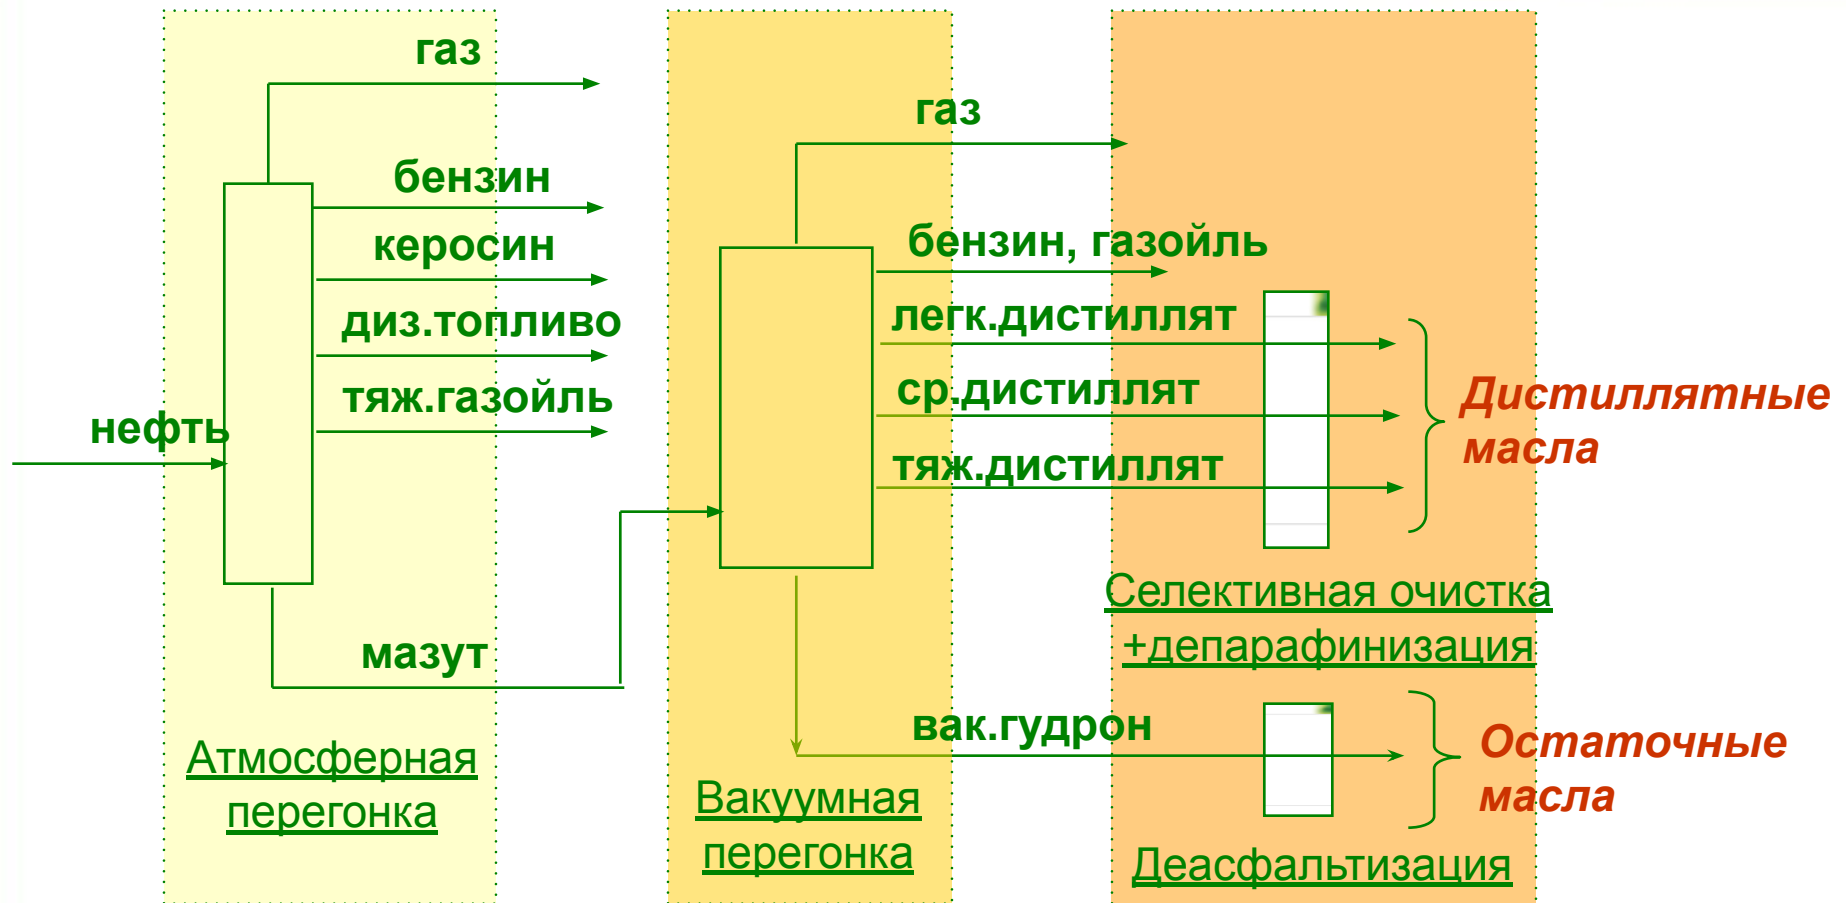 газ
бензин
керосин
диз.топливо
тяж.газойль
нефть
мазут
Атмосферная
перегонка
газ
бензин, газойль
легк.дистиллят
ср.дистиллят
тяж.дистиллят
вак.гудрон
Вакуумная
перегонка
Дистиллятные
масла
Селективная очистка
+депарафинизация
Остаточные
масла
Деасфальтизация